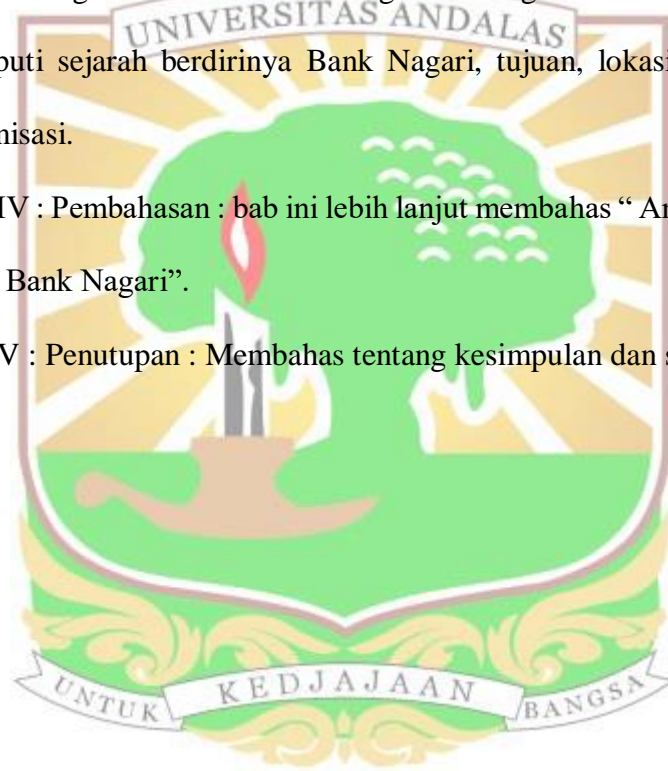 UNIVERSITAS ANDALAS
puti sejarah berdirinya Bank Nagari, tujuan, lokasi
nisasi.
IV : Pembahasan : bab ini lebih lanjut membahas “
Bank Nagari”.
V : Penutupan : Membahas tentang kesimpulan dan s
UNTUK KEDJAJAAN BANGSA